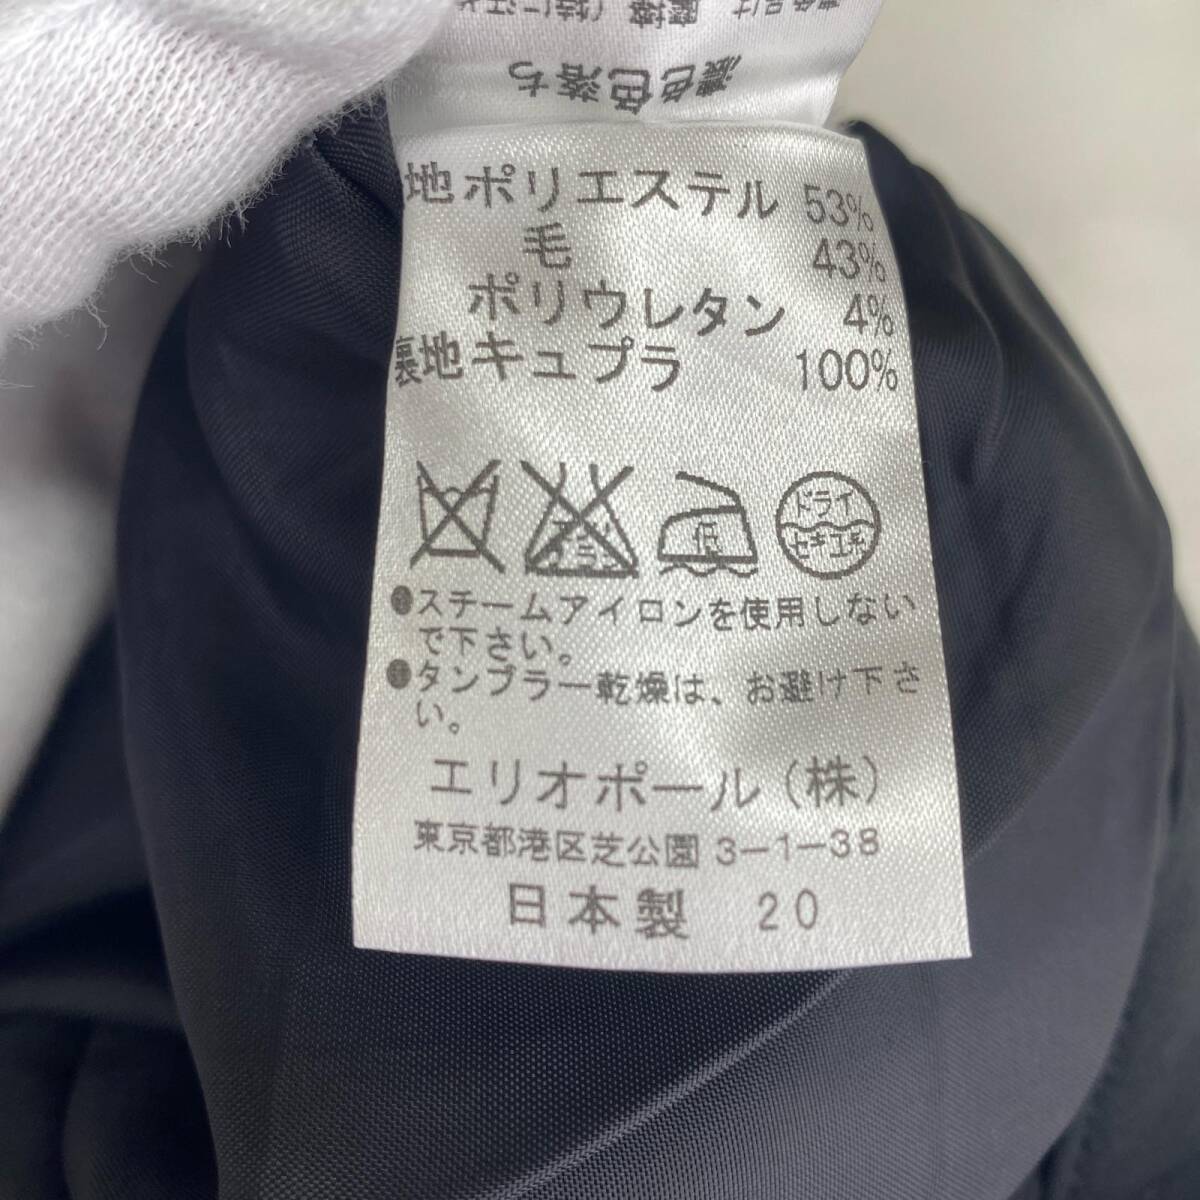 濃色落ち
地ポリエステル 53%
毛 43%
ポリウレタン 4%
裏地キュプラ 100%
低
ドライ
セキユ系
●スチームアイロンを使用しない
で下さい。
●タンブラー乾燥は、お避け下さ
い。
エリオポール(株)
東京都港区芝公園 3-1-38
日本製 20